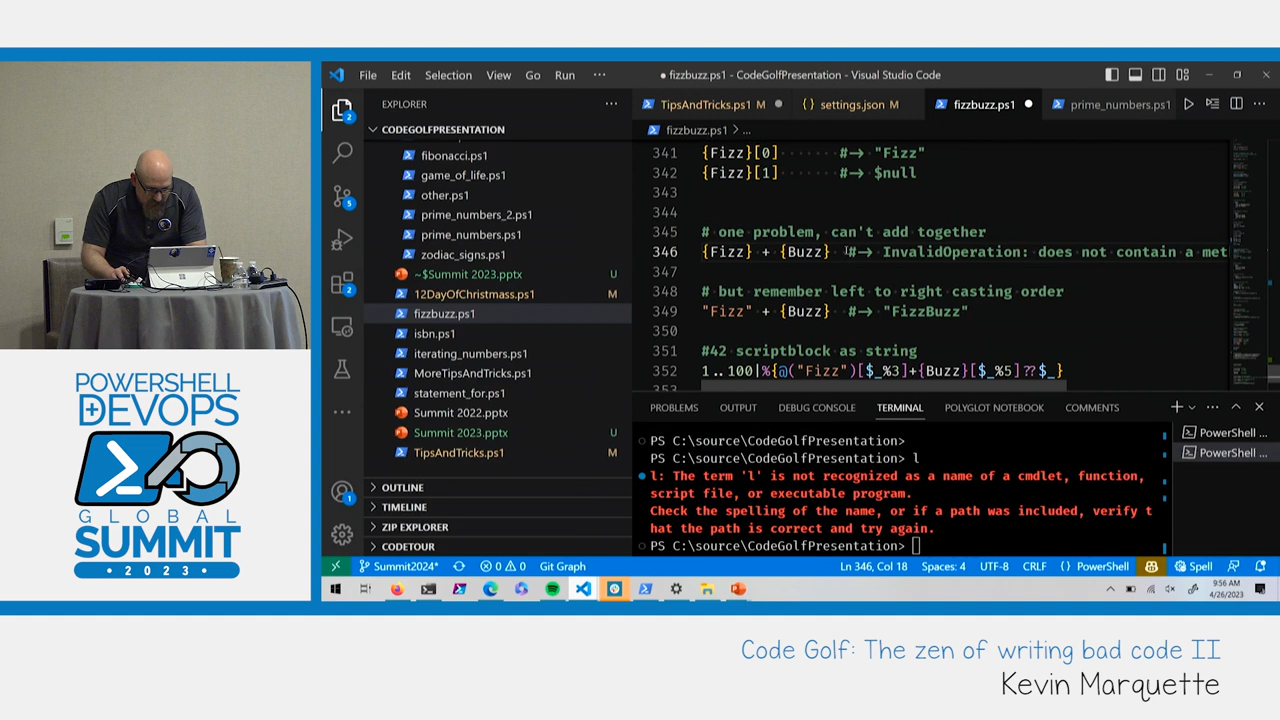 File Edit Selection View Go Run ···
● fizzbuzz.ps1 - CodeGolfPresentation - Visual Studio Code
EXPLORER ···
CODEGOLFPRESENTATION
fibonacci.ps1
game_of_life.ps1
other.ps1
prime_numbers_2.ps1
prime_numbers.ps1
zodiac_signs.ps1
~$Summit 2023.pptx U
12DayOfChristmass.ps1 M
fizzbuzz.ps1
isbn.ps1
iterating_numbers.ps1
MoreTipsAndTricks.ps1
statement_for.ps1
Summit 2022.pptx
Summit 2023.pptx U
TipsAndTricks.ps1 M
OUTLINE
TIMELINE
ZIP EXPLORER
CODETOUR
TipsAndTricks.ps1 M ● {} settings.json M fizzbuzz.ps1 ● prime_numbers.ps1
fizzbuzz.ps1 > ...
341 {Fizz}[0] ······· #→ "Fizz"
342 {Fizz}[1] ······· #→ $null
343
344
345 # one problem, can't add together
346 {Fizz} + {Buzz} #→ InvalidOperation: does not contain a met
347
348 # but remember left to right casting order
349 "Fizz" + {Buzz} #→ "FizzBuzz"
350
351 #42 scriptblock as string
352 1..100|%{@("Fizz")[$_%3]+{Buzz}[$_%5]??$_}
PROBLEMS OUTPUT DEBUG CONSOLE TERMINAL POLYGLOT NOTEBOOK COMMENTS
PS C:\source\CodeGolfPresentation>
PS C:\source\CodeGolfPresentation> l
l: The term 'l' is not recognized as a name of a cmdlet, function,
script file, or executable program.
Check the spelling of the name, or if a path was included, verify t
hat the path is correct and try again.
PS C:\source\CodeGolfPresentation>
PowerShell ...
PowerShell ...
Summit2024* 0 0 Git Graph Ln 346, Col 18 Spaces: 4 UTF-8 CRLF {} PowerShell Spell
9:56 AM
4/26/2023
POWERSHELL
+DEVOPS
GLOBAL
SUMMIT
• 2023 •
Code Golf: The zen of writing bad code II
Kevin Marquette